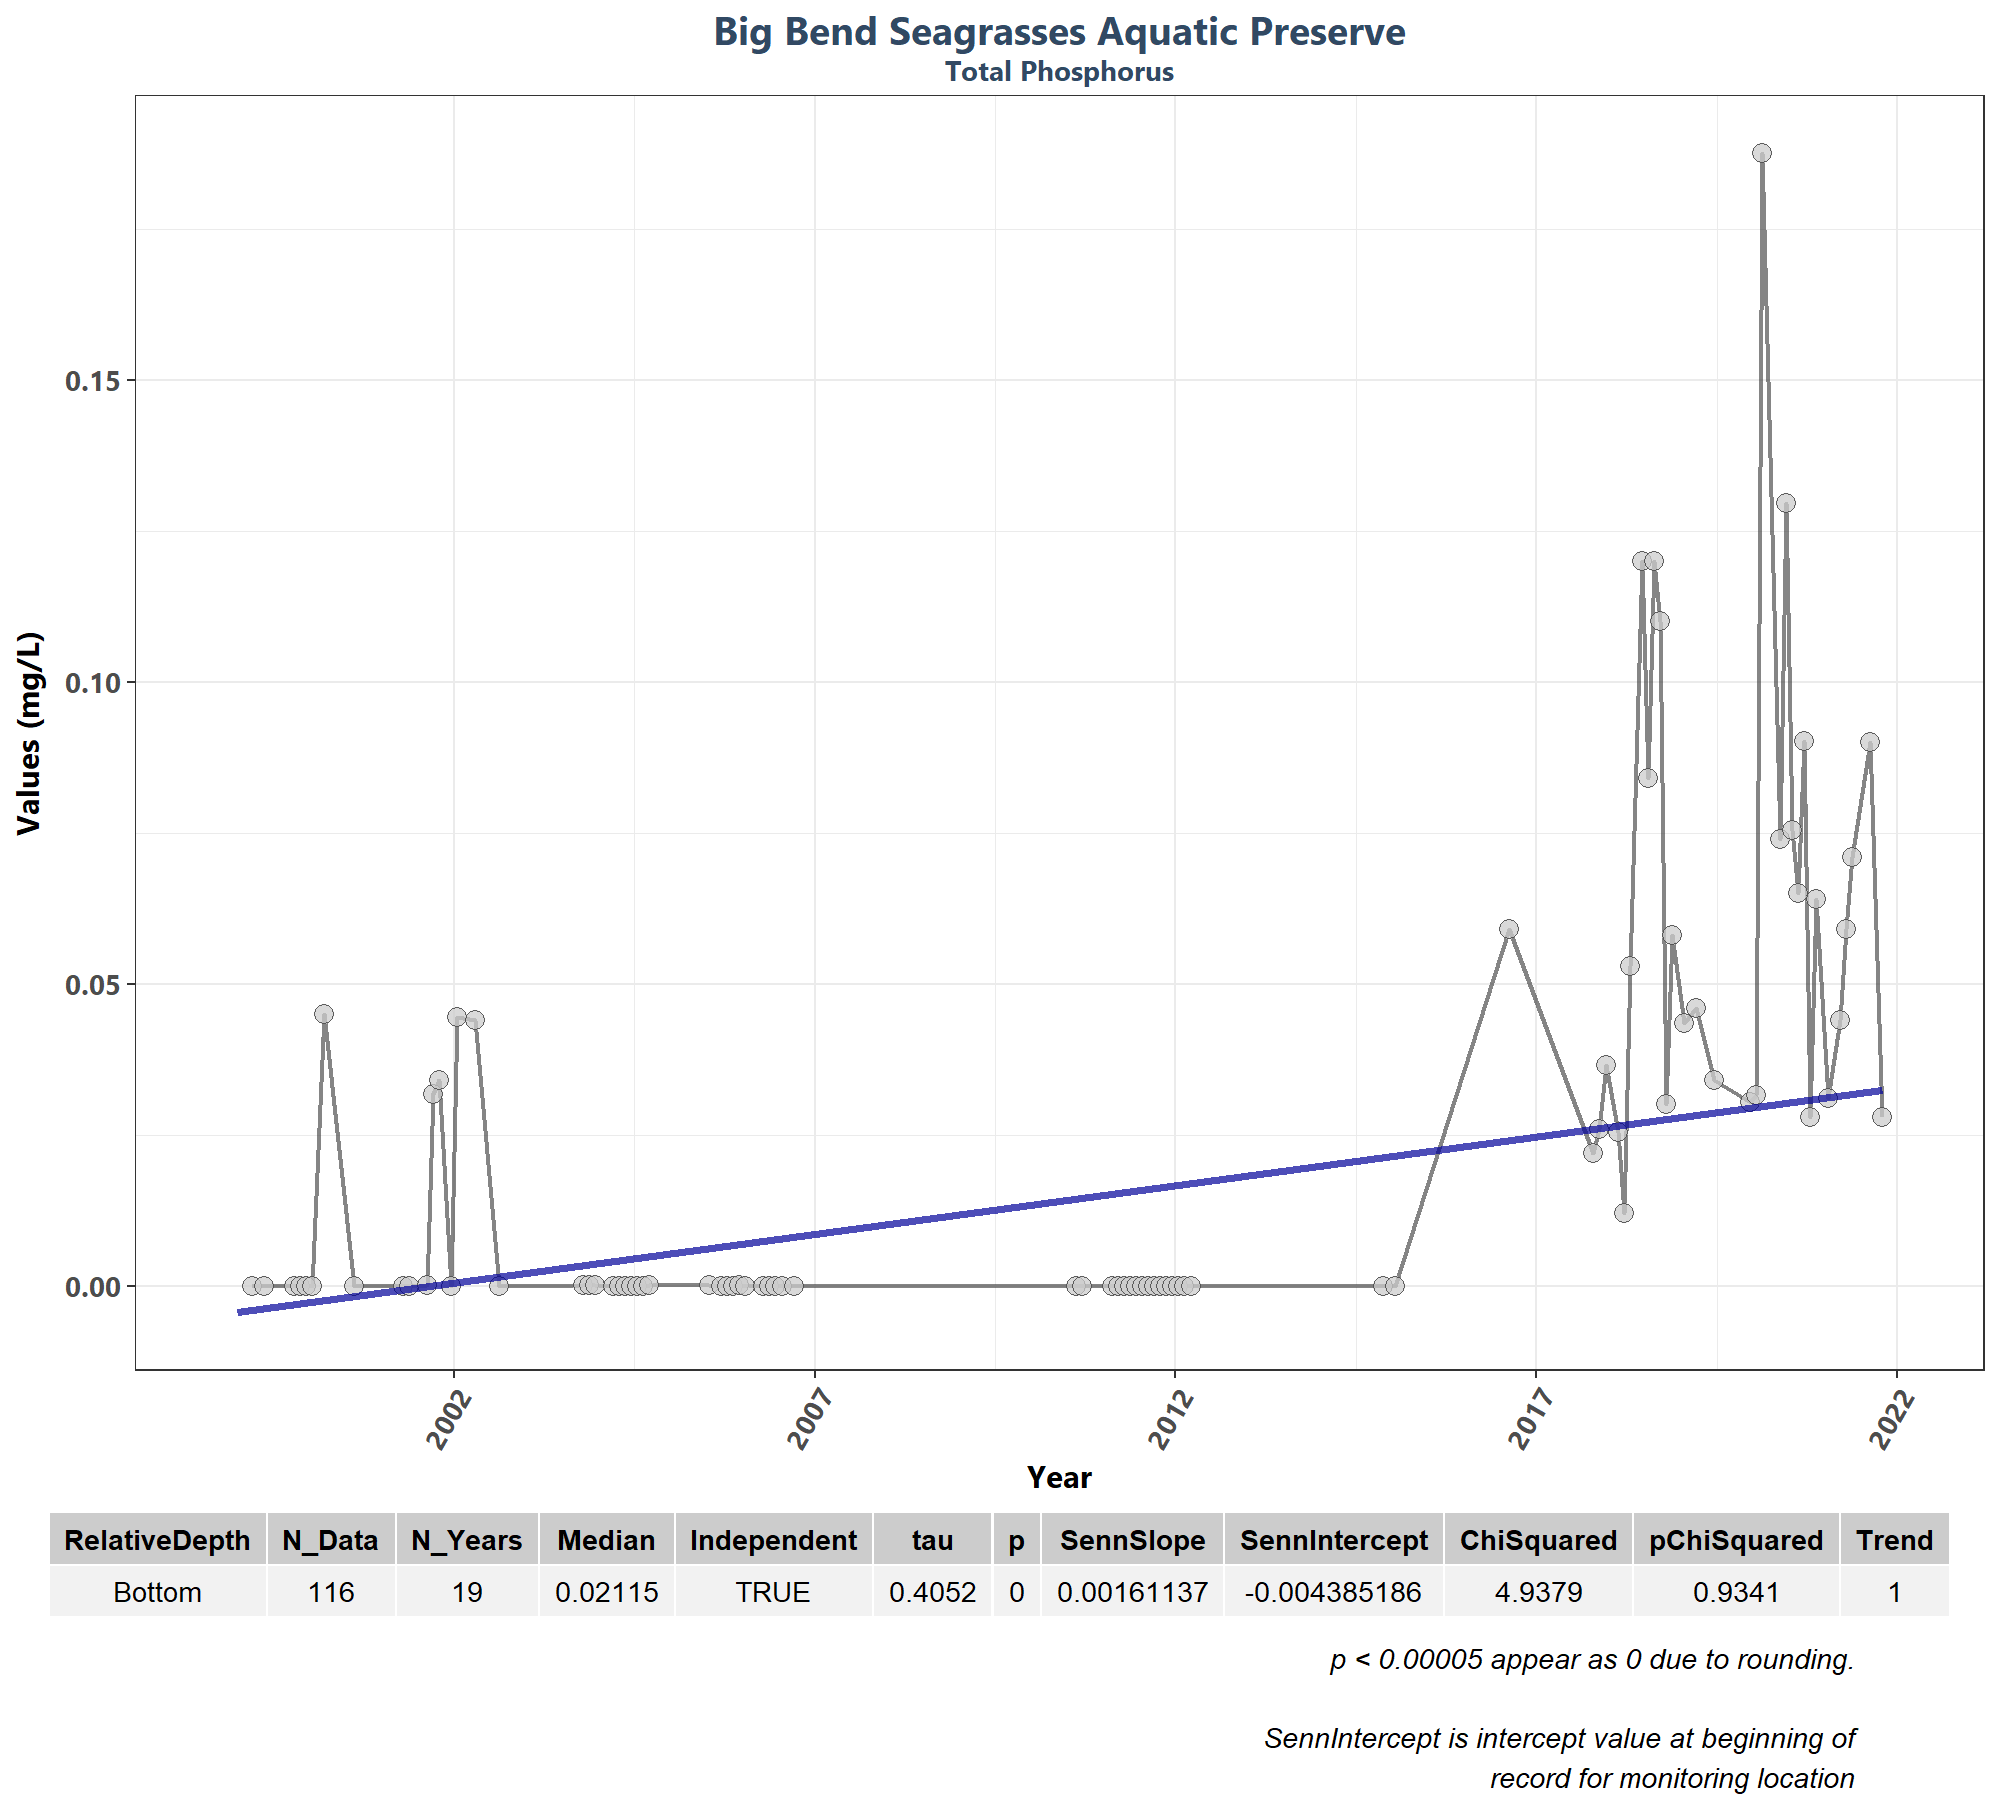 Big Bend Seagrasses Aquatic Preserve
Total Phosphorus
Values (mg/L)
0.15
0.10
0.05
0.00
2002 2007 2012 2017 2022
Year
RelativeDepth N_Data N_Years Median Independent tau p SennSlope SennIntercept ChiSquared pChiSquared Trend
Bottom 116 19 0.02115 TRUE 0.4052 0 0.00161137 -0.004385186 4.9379 0.9341 1
p < 0.00005 appear as 0 due to rounding.
SennIntercept is intercept value at beginning of
record for monitoring location